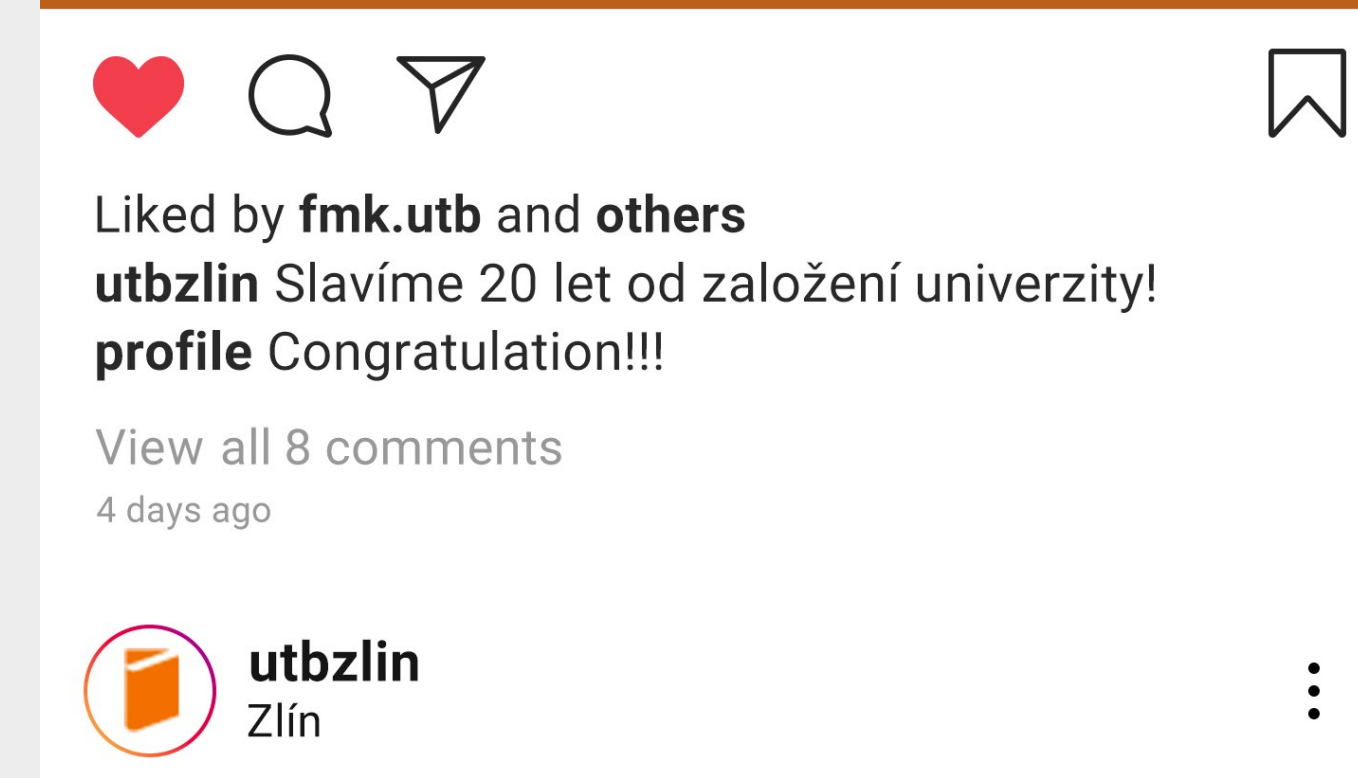 Liked by fmk.utb and others
utbzlin Slavíme 20 let od založení univerzity!
profile Congratulation!!!
View all 8 comments
4 days ago
utbzlin
Zlín